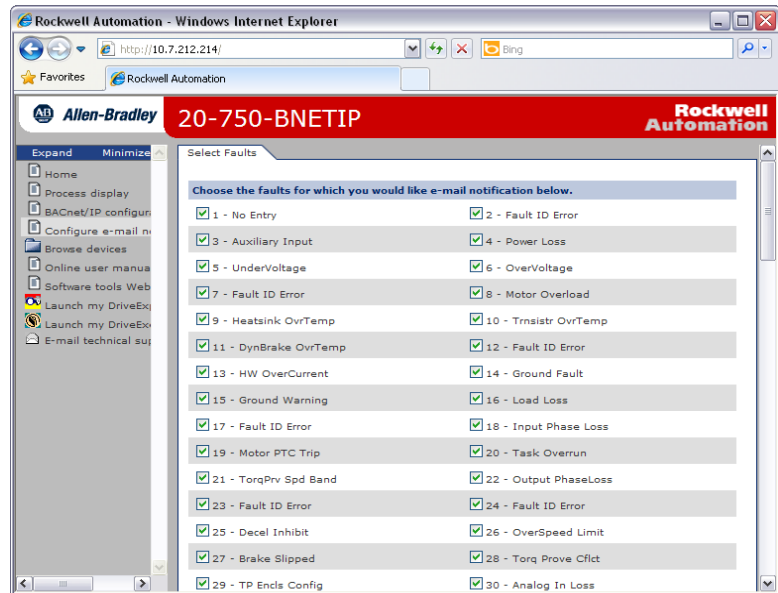 Rockwell Automation - Windows Internet Explorer
http://10.7.212.214/
Bing
Favorites
Rockwell Automation
AB Allen-Bradley
20-750-BNETIP
Rockwell
Automation
Expand Minimize
Home
Process display
BACnet/IP configur
Configure e-mail n
Browse devices
Online user manua
Software tools Web
Launch my DriveEx
Launch my DriveEx
E-mail technical su
Select Faults
Choose the faults for which you would like e-mail notification below.
1 - No Entry 2 - Fault ID Error
3 - Auxiliary Input 4 - Power Loss
5 - UnderVoltage 6 - OverVoltage
7 - Fault ID Error 8 - Motor Overload
9 - Heatsink OvrTemp 10 - Trnsistr OvrTemp
11 - DynBrake OvrTemp 12 - Fault ID Error
13 - HW OverCurrent 14 - Ground Fault
15 - Ground Warning 16 - Load Loss
17 - Fault ID Error 18 - Input Phase Loss
19 - Motor PTC Trip 20 - Task Overrun
21 - TorqPrv Spd Band 22 - Output PhaseLoss
23 - Fault ID Error 24 - Fault ID Error
25 - Decel Inhibit 26 - OverSpeed Limit
27 - Brake Slipped 28 - Torq Prove Cflct
29 - TP Encls Config 30 - Analog In Loss